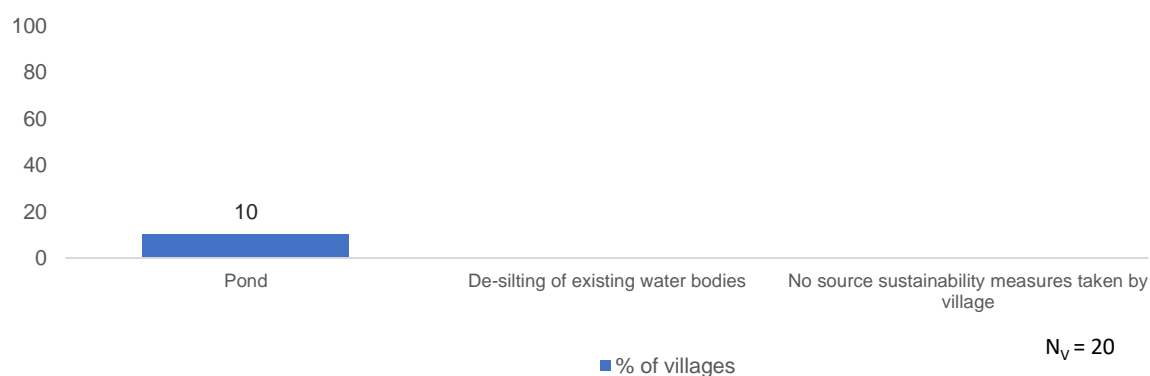 100
80
60
40
20
0
10
Pond
De-silting of existing water bodies
No source sustainability measures taken by
village
% of villages
NV = 20